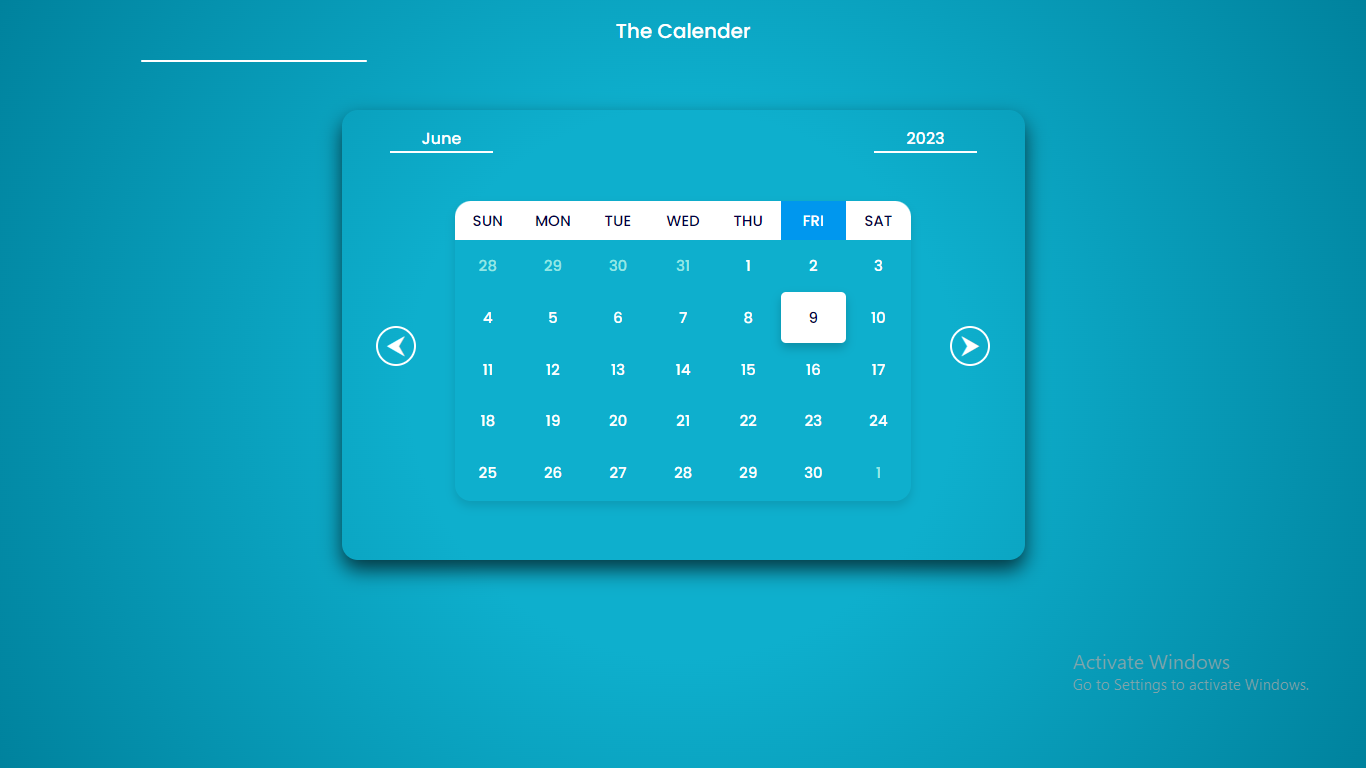 The Calender
June 2023
SUN MON TUE WED THU FRI SAT
28 29 30 31 1 2 3
4 5 6 7 8 9 10
11 12 13 14 15 16 17
18 19 20 21 22 23 24
25 26 27 28 29 30 1
Activate Windows
Go to Settings to activate Windows.